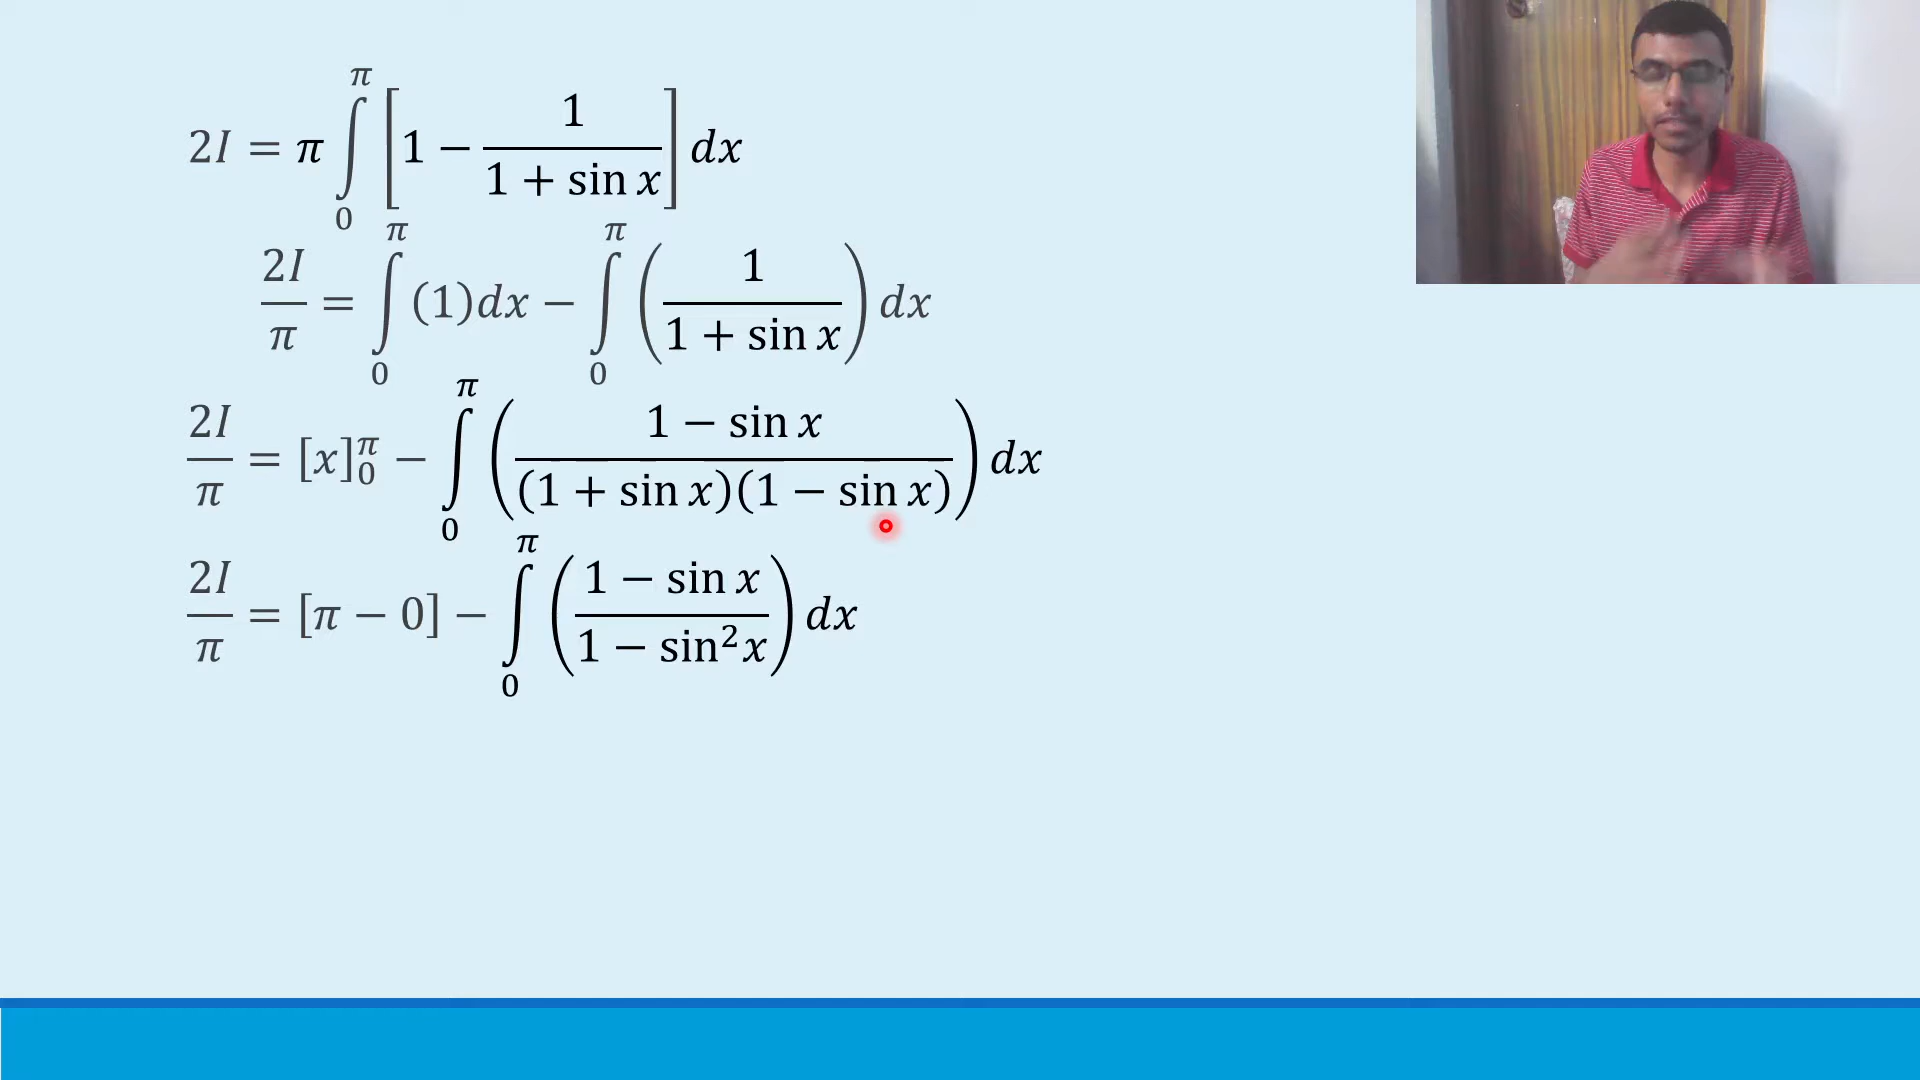 2I = π ∫₀^π [1 − 1/(1 + sin x)] dx
2I/π = ∫₀^π (1)dx − ∫₀^π (1/(1 + sin x)) dx
2I/π = [x]₀^π − ∫₀^π ((1 − sin x)/((1 + sin x)(1 − sin x))) dx
2I/π = [π − 0] − ∫₀^π ((1 − sin x)/(1 − sin²x)) dx